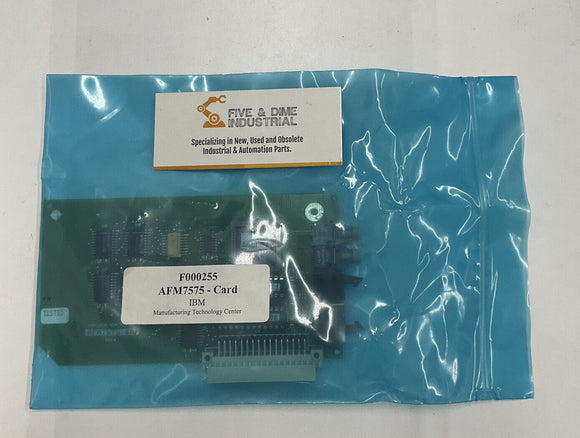 FIVE & DIME
INDUSTRIAL
Specializing in New, Used and Obsolete
Industrial & Automation Parts.
F000255
AFM7575 - Card
IBM
Manufacturing Technology Center
TESTED